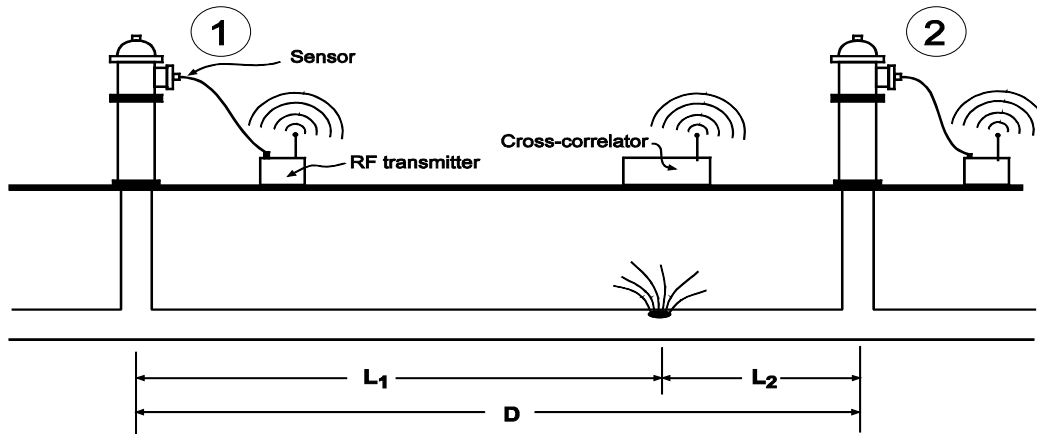 1
Sensor
2
Cross-correlator
RF transmitter
L₁
L₂
D